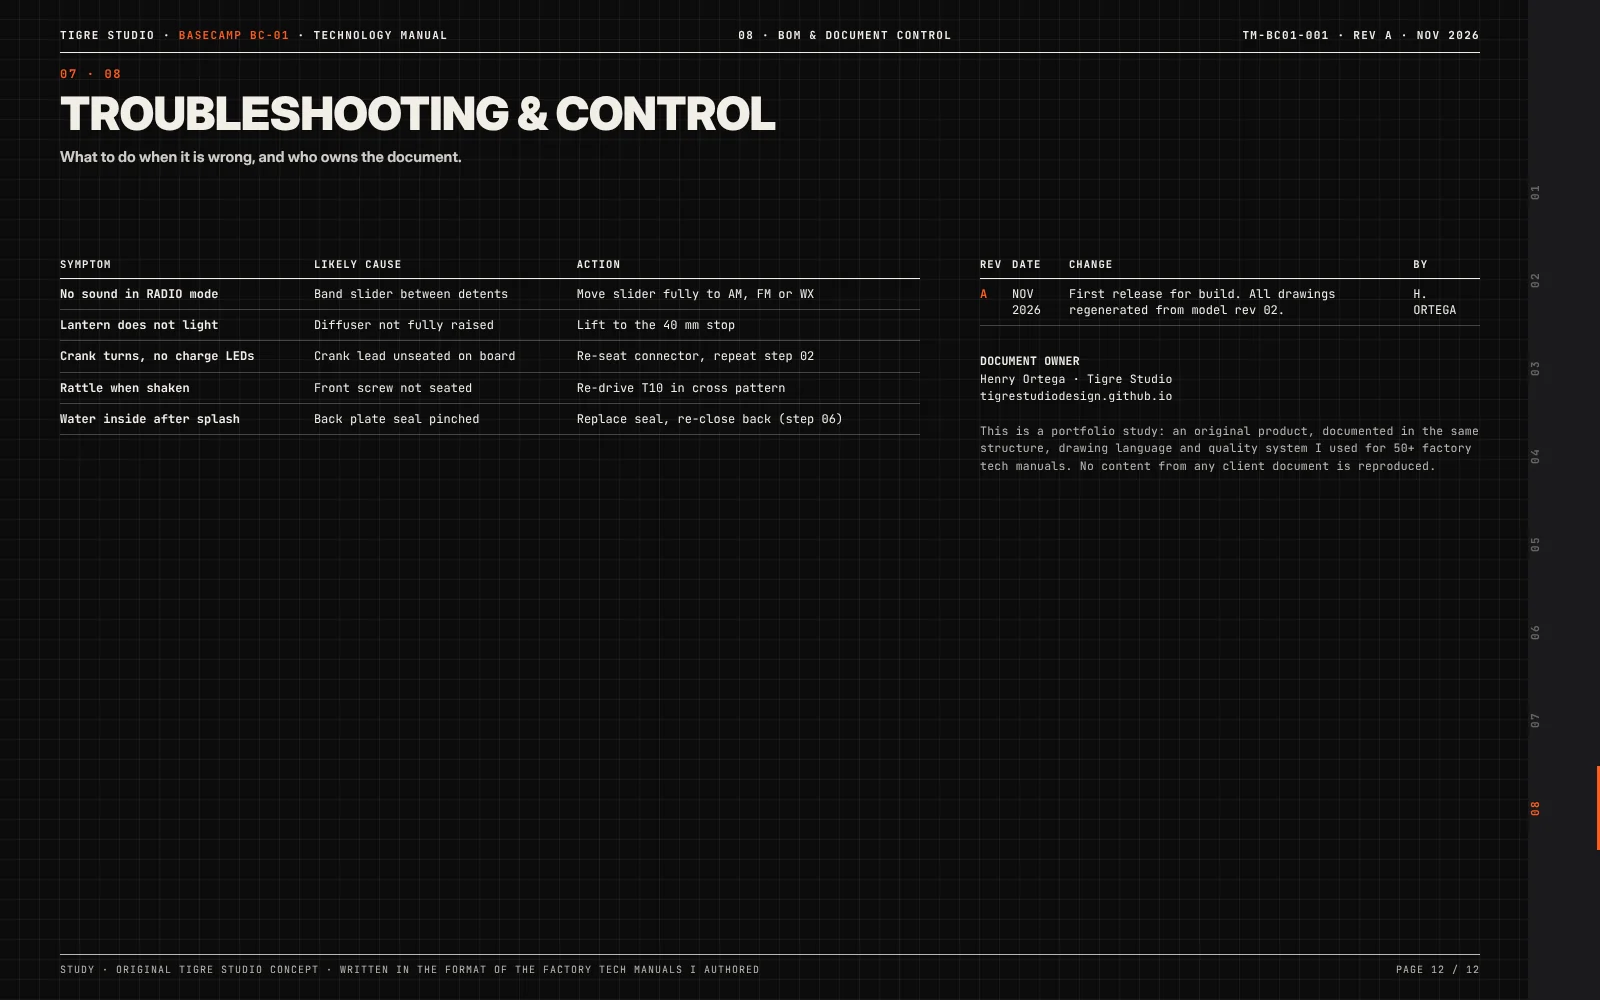 TIGRE STUDIO · BASECAMP BC-01 · TECHNOLOGY MANUAL
08 · BOM & DOCUMENT CONTROL
TM-BC01-001 · REV A · NOV 2026
07 · 08
TROUBLESHOOTING & CONTROL
What to do when it is wrong, and who owns the document.
SYMPTOM LIKELY CAUSE ACTION
No sound in RADIO mode Band slider between detents Move slider fully to AM, FM or WX
Lantern does not light Diffuser not fully raised Lift to the 40 mm stop
Crank turns, no charge LEDs Crank lead unseated on board Re-seat connector, repeat step 02
Rattle when shaken Front screw not seated Re-drive T10 in cross pattern
Water inside after splash Back plate seal pinched Replace seal, re-close back (step 06)
REV DATE CHANGE BY
A NOV First release for build. All drawings H.
2026 regenerated from model rev 02. ORTEGA
DOCUMENT OWNER
Henry Ortega · Tigre Studio
tigrestudiodesign.github.io
This is a portfolio study: an original product, documented in the same
structure, drawing language and quality system I used for 50+ factory
tech manuals. No content from any client document is reproduced.
01
02
03
04
05
06
07
08
STUDY · ORIGINAL TIGRE STUDIO CONCEPT · WRITTEN IN THE FORMAT OF THE FACTORY TECH MANUALS I AUTHORED
PAGE 12 / 12